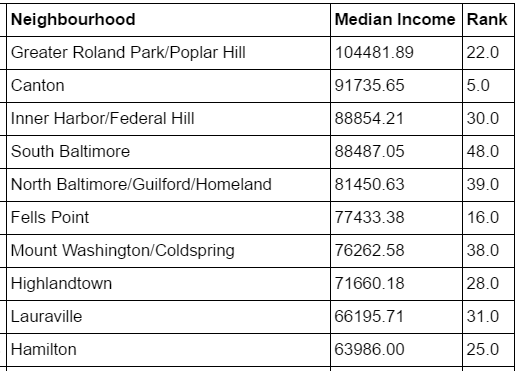 Neighbourhood Median Income Rank
Greater Roland Park/Poplar Hill 104481.89 22.0
Canton 91735.65 5.0
Inner Harbor/Federal Hill 88854.21 30.0
South Baltimore 88487.05 48.0
North Baltimore/Guilford/Homeland 81450.63 39.0
Fells Point 77433.38 16.0
Mount Washington/Coldspring 76262.58 38.0
Highlandtown 71660.18 28.0
Lauraville 66195.71 31.0
Hamilton 63986.00 25.0